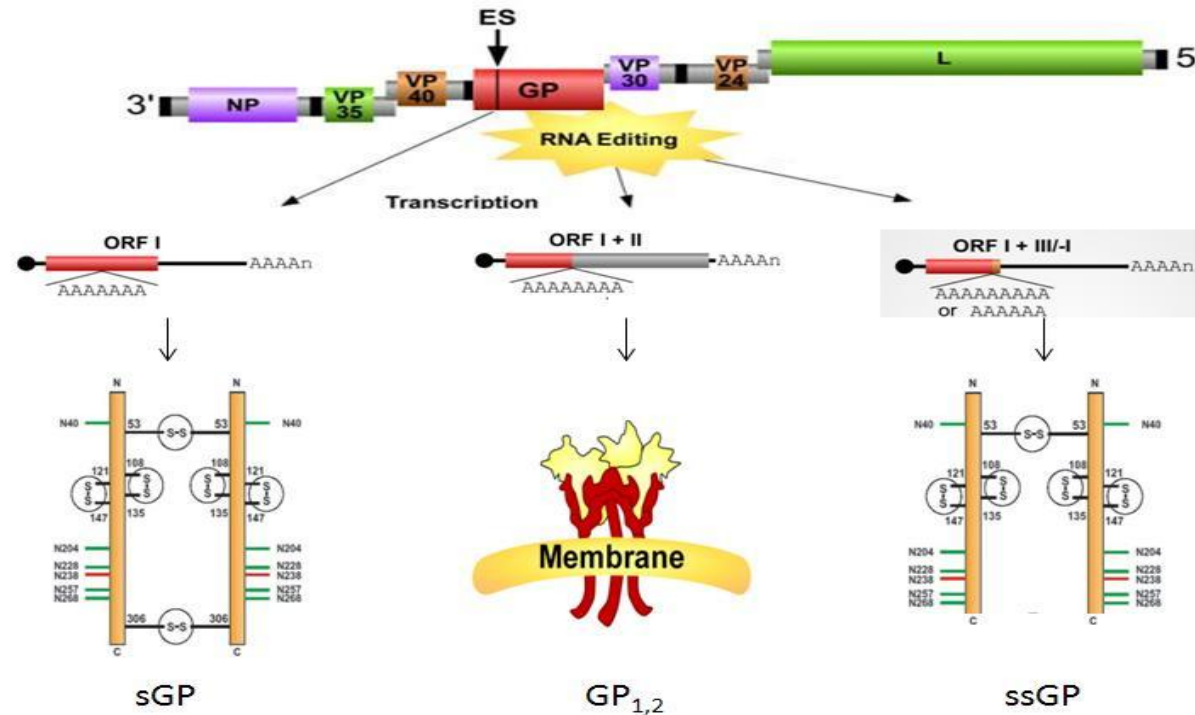 ES
3' NP VP 35 VP 40 GP VP 30 VP 24 L 5
RNA Editing
Transcription
ORF I
AAAAn
AAAAAAA
ORF I + II
AAAAn
AAAAAAAA
ORF I + III/-I
AAAAn
AAAAAAAAA
or AAAAAA
N N
N40 53 S-S 53 N40
121 108 108 121
S-S S-S S-S S-S
147 135 135 147
N204 N204
N228 N228
N238 N238
N257 N257
N268 N268
306 S-S 306
C C
sGP
Membrane
GP1,2
N N
N40 53 S-S 53 N40
121 108 108 121
S-S S-S S-S S-S
147 135 135 147
N204 N204
N228 N228
N238 N238
N257 N257
N268 N268
C C
ssGP